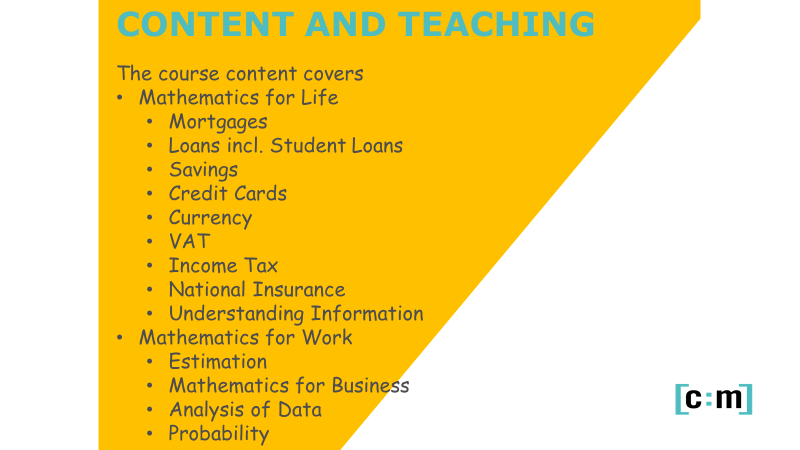 CONTENT AND TEACHING
The course content covers
• Mathematics for Life
• Mortgages
• Loans incl. Student Loans
• Savings
• Credit Cards
• Currency
• VAT
• Income Tax
• National Insurance
• Understanding Information
• Mathematics for Work
• Estimation
• Mathematics for Business
• Analysis of Data
• Probability
[c:m]